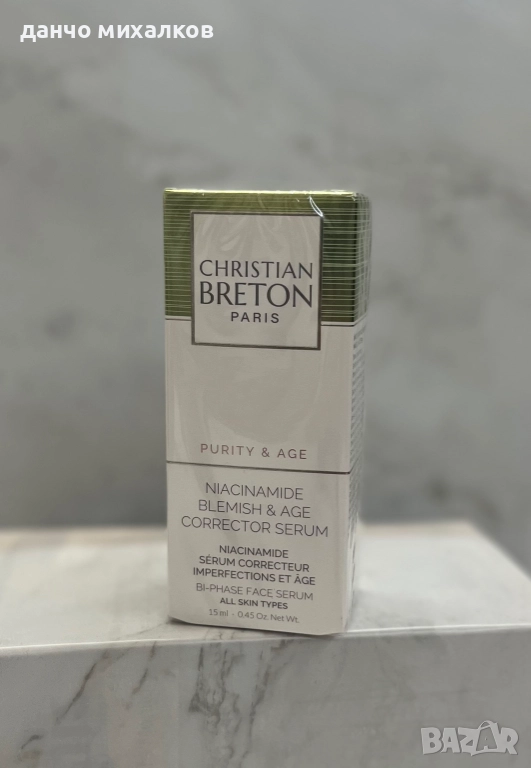 данчо михалков
CHRISTIAN
BRETON
PARIS
PURITY & AGE
NIACINAMIDE
BLEMISH & AGE
CORRECTOR SERUM
NIACINAMIDE
SÉRUM CORRECTEUR
IMPERFECTIONS ET ÂGE
BI-PHASE FACE SERUM
ALL SKIN TYPES
15 ml - 0.45 Oz. Net Wt.
BAZAR